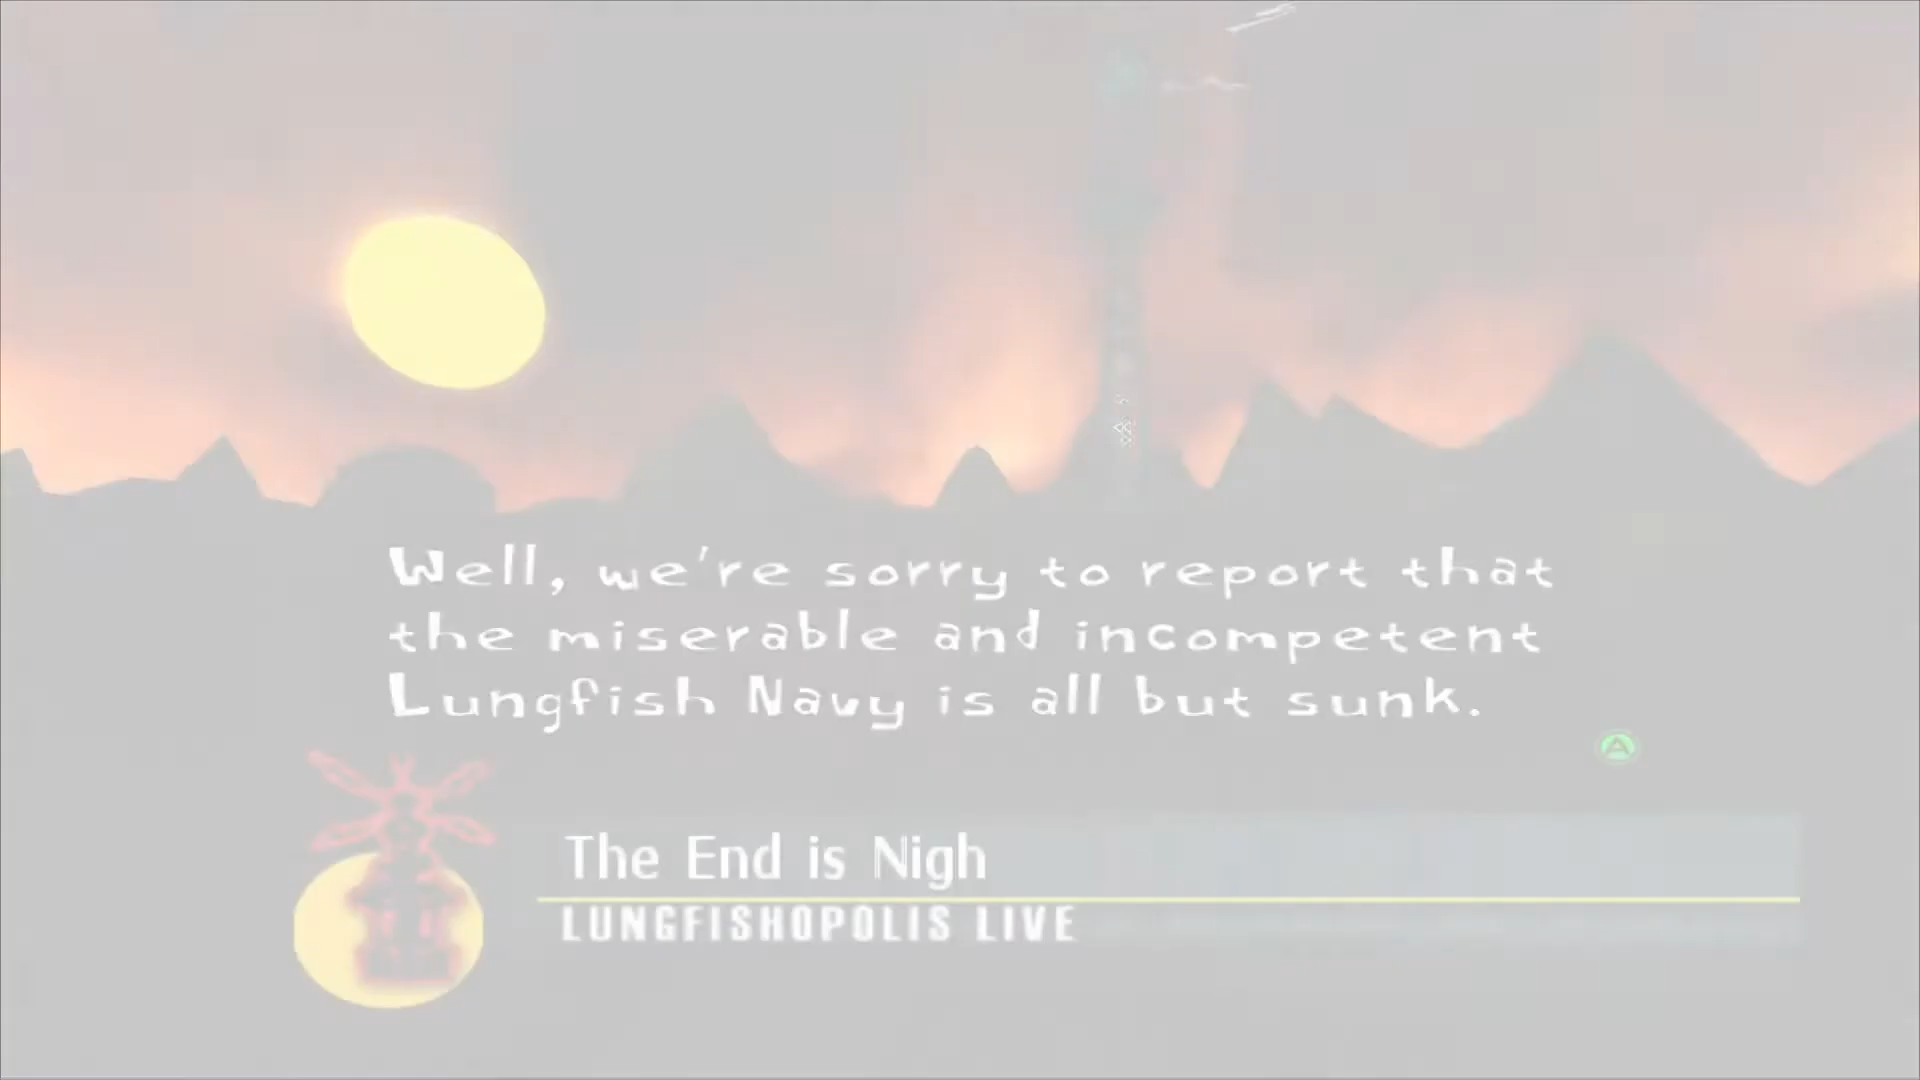 Well, we're sorry to report that
the miserable and incompetent
Lungfish Navy is all but sunk.
A
The End is Nigh
LUNGFISHOPOLIS LIVE